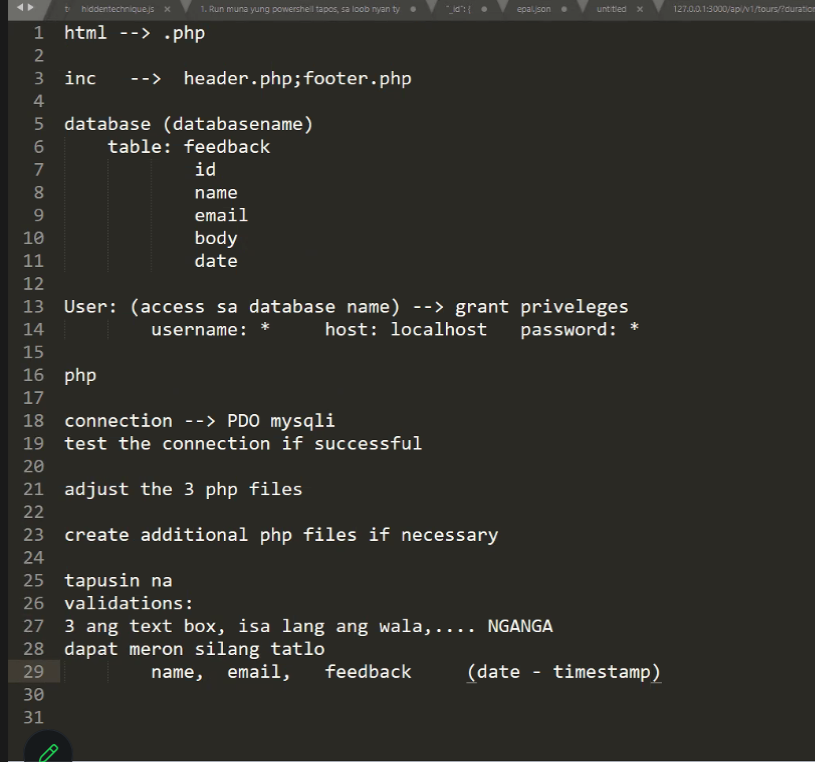 hiddentechnique.js × 1. Run muna yung powershell tapos, sa loob nyan ty "_id": { epal.json untitled × 127.0.0.1:3000/api/v1/tours/?duration
1 html --> .php
2
3 inc --> header.php;footer.php
4
5 database (databasename)
6 table: feedback
7 id
8 name
9 email
10 body
11 date
12
13 User: (access sa database name) --> grant priveleges
14 username: * host: localhost password: *
15
16 php
17
18 connection --> PDO mysqli
19 test the connection if successful
20
21 adjust the 3 php files
22
23 create additional php files if necessary
24
25 tapusin na
26 validations:
27 3 ang text box, isa lang ang wala,.... NGANGA
28 dapat meron silang tatlo
29 name, email, feedback (date - timestamp)
30
31